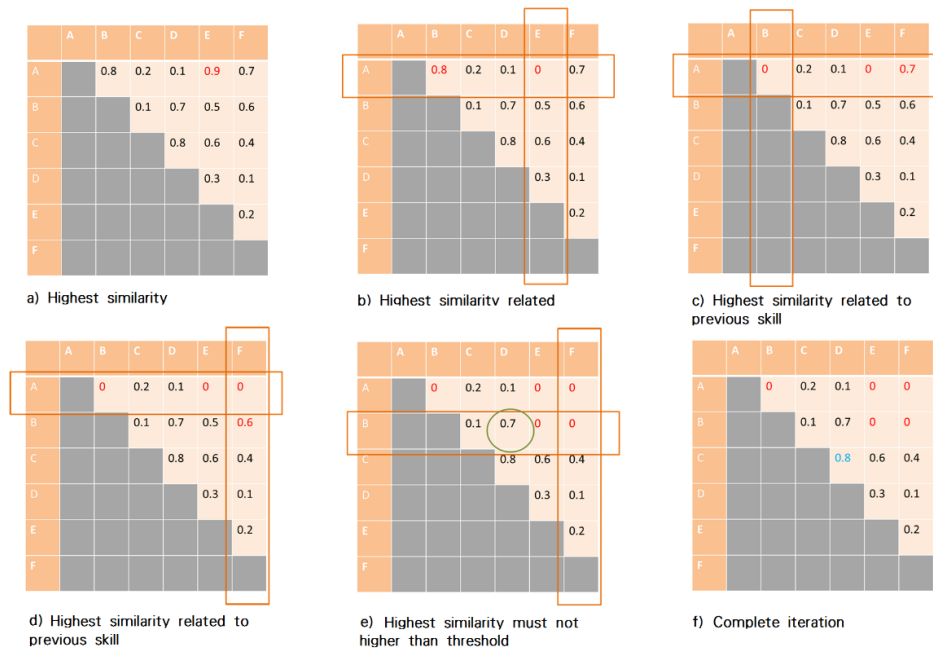 A B C D E F
A 0.8 0.2 0.1 0.9 0.7
B 0.1 0.7 0.5 0.6
C 0.8 0.6 0.4
D 0.3 0.1
E 0.2
F
a) Highest similarity
A B C D E F
A 0.8 0.2 0.1 0 0.7
B 0.1 0.7 0.5 0.6
C 0.8 0.6 0.4
D 0.3 0.1
E 0.2
F
b) Highest similarity related
A B C D E F
A 0 0.2 0.1 0 0.7
B 0.1 0.7 0.5 0.6
C 0.8 0.6 0.4
D 0.3 0.1
E 0.2
F
c) Highest similarity related to
previous skill
A B C D E F
A 0 0.2 0.1 0 0
B 0.1 0.7 0.5 0.6
C 0.8 0.6 0.4
D 0.3 0.1
E 0.2
F
d) Highest similarity related to
previous skill
A B C D E F
A 0 0.2 0.1 0 0
B 0.1 0.7 0 0
C 0.8 0.6 0.4
D 0.3 0.1
E 0.2
F
e) Highest similarity must not
higher than threshold
A B C D E F
A 0 0.2 0.1 0 0
B 0.1 0.7 0 0
C 0.8 0.6 0.4
D 0.3 0.1
E 0.2
F
f) Complete iteration